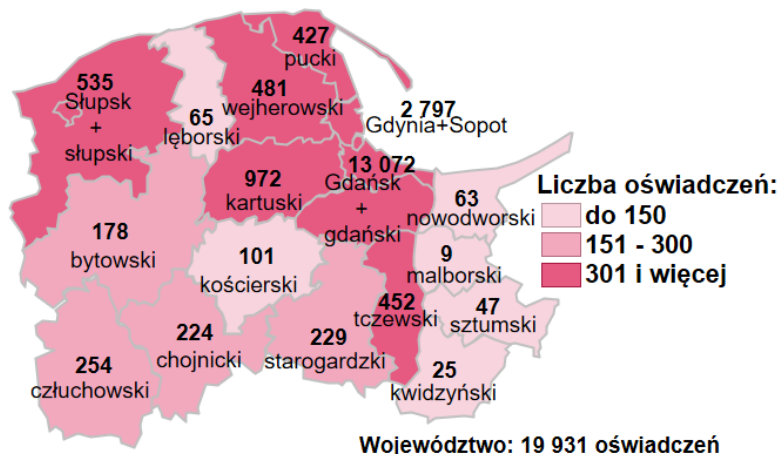 427
pucki
535
Słupsk
+
słupski
481
wejherowski
65
lęborski
2 797
Gdynia+Sopot
13 072
Gdańsk
+
gdański
972
kartuski
63
nowodworski
178
bytowski
101
kościerski
9
malborski
452
tczewski
47
sztumski
224
chojnicki
229
starogardzki
254
człuchowski
25
kwidzyński
Liczba oświadczeń:
do 150
151 - 300
301 i więcej
Województwo: 19 931 oświadczeń